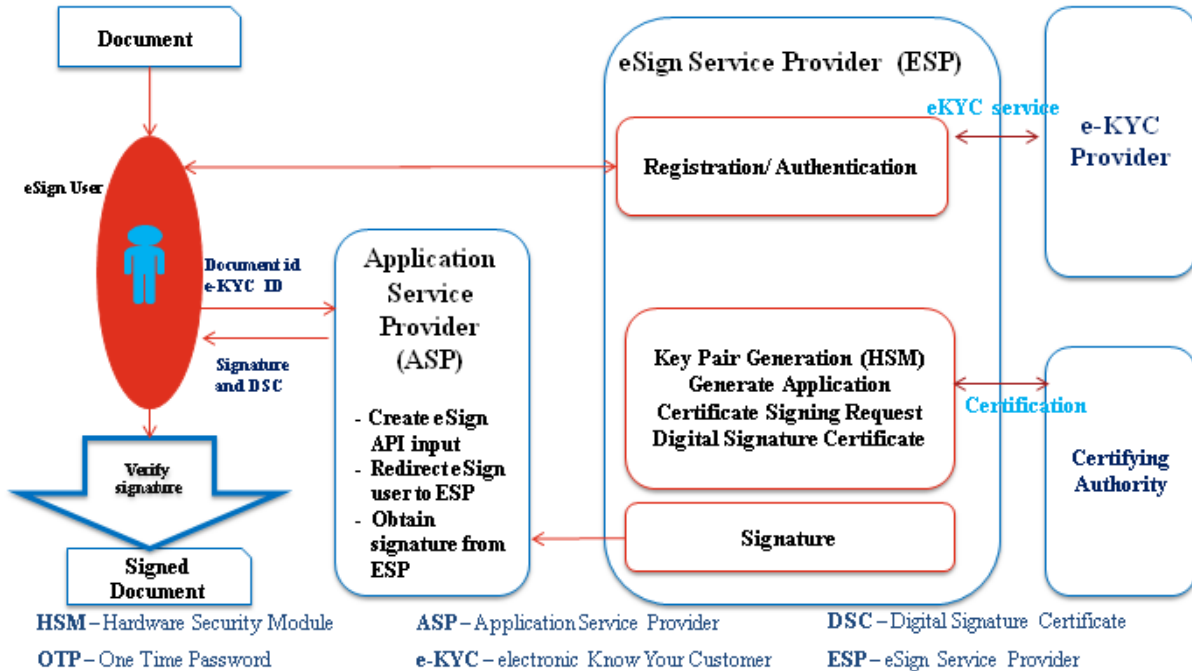 Document
eSign User
Document id
e-KYC ID
Signature
and DSC
Verify
signature
Signed
Document
Application
Service
Provider
(ASP)
- Create eSign
API input
- Redirect eSign
user to ESP
- Obtain
signature from
ESP
eSign Service Provider (ESP)
Registration/ Authentication
Key Pair Generation (HSM)
Generate Application
Certificate Signing Request
Digital Signature Certificate
Signature
eKYC service
e-KYC
Provider
Certification
Certifying
Authority
HSM – Hardware Security Module
ASP – Application Service Provider
DSC – Digital Signature Certificate
OTP – One Time Password
e-KYC – electronic Know Your Customer
ESP – eSign Service Provider